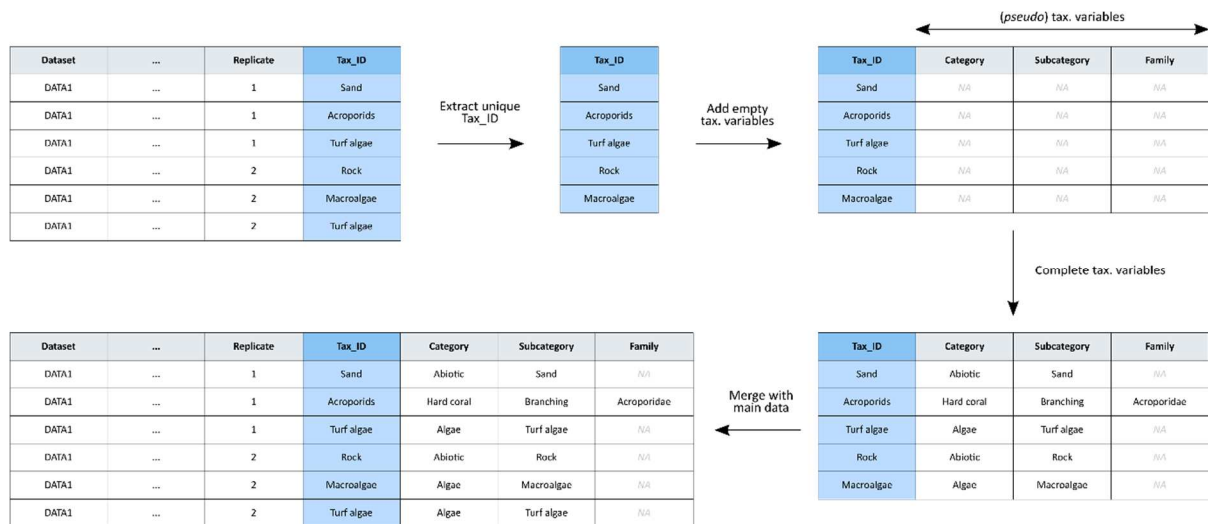 (pseudo) tax. variables
Dataset ... Replicate Tax_ID
DATA1 ... 1 Sand
DATA1 ... 1 Acroporids
DATA1 ... 1 Turf algae
DATA1 ... 2 Rock
DATA1 ... 2 Macroalgae
DATA1 ... 2 Turf algae
Extract unique
Tax_ID
Tax_ID
Sand
Acroporids
Turf algae
Rock
Macroalgae
Add empty
tax. variables
Tax_ID Category Subcategory Family
Sand NA NA NA
Acroporids NA NA NA
Turf algae NA NA NA
Rock NA NA NA
Macroalgae NA NA NA
Complete tax. variables
Tax_ID Category Subcategory Family
Sand Abiotic Sand NA
Acroporids Hard coral Branching Acroporidae
Turf algae Algae Turf algae NA
Rock Abiotic Rock NA
Macroalgae Algae Macroalgae NA
Merge with
main data
Dataset ... Replicate Tax_ID Category Subcategory Family
DATA1 ... 1 Sand Abiotic Sand NA
DATA1 ... 1 Acroporids Hard coral Branching Acroporidae
DATA1 ... 1 Turf algae Algae Turf algae NA
DATA1 ... 2 Rock Abiotic Rock NA
DATA1 ... 2 Macroalgae Algae Macroalgae NA
DATA1 ... 2 Turf algae Algae Turf algae NA